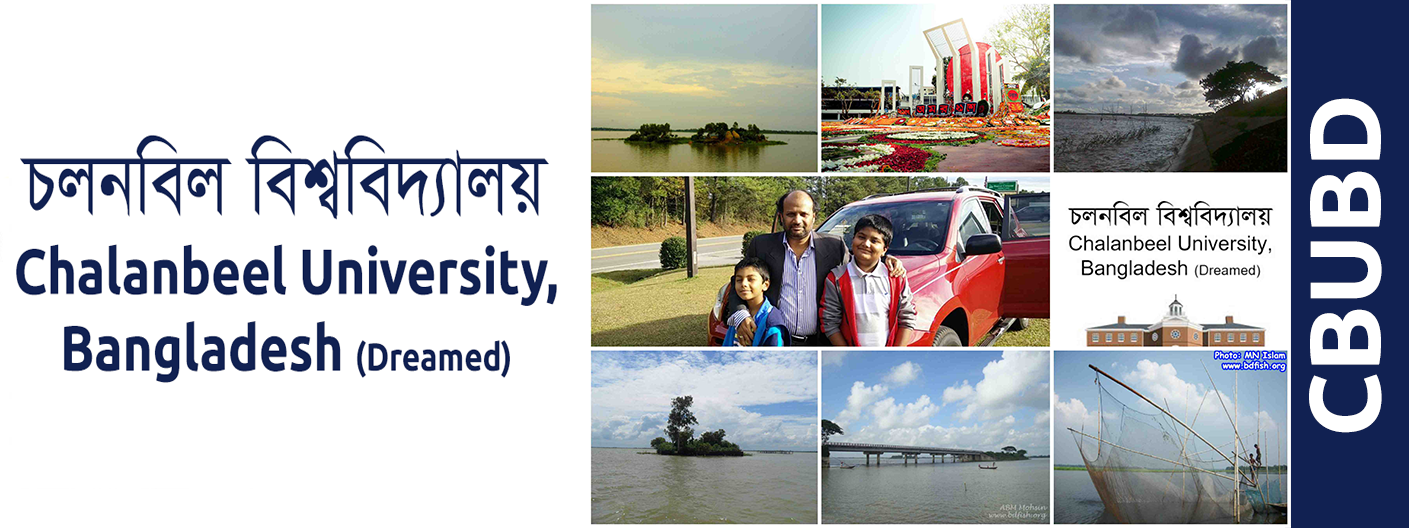 চলনবিল বিশ্ববিদ্যালয়
Chalanbeel University,
Bangladesh (Dreamed)
চলনবিল বিশ্ববিদ্যালয়
Chalanbeel University,
Bangladesh (Dreamed)
Photo: MN Islam
www.bdfish.org
ABM Mohsin
www.bdfish.org
CBUBD